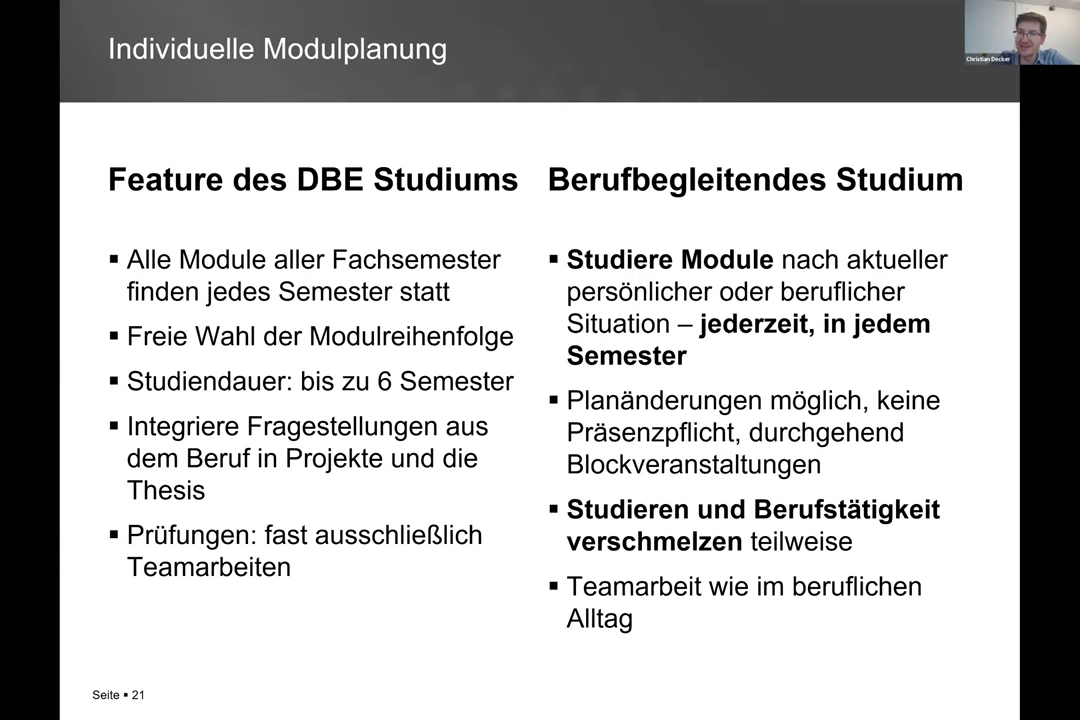 Individuelle Modulplanung
Christian Decker
Feature des DBE Studiums
▪ Alle Module aller Fachsemester
finden jedes Semester statt
▪ Freie Wahl der Modulreihenfolge
▪ Studiendauer: bis zu 6 Semester
▪ Integriere Fragestellungen aus
dem Beruf in Projekte und die
Thesis
▪ Prüfungen: fast ausschließlich
Teamarbeiten
Berufbegleitendes Studium
▪ Studiere Module nach aktueller
persönlicher oder beruflicher
Situation – jederzeit, in jedem
Semester
▪ Planänderungen möglich, keine
Präsenzpflicht, durchgehend
Blockveranstaltungen
▪ Studieren und Berufstätigkeit
verschmelzen teilweise
▪ Teamarbeit wie im beruflichen
Alltag
Seite ▪ 21